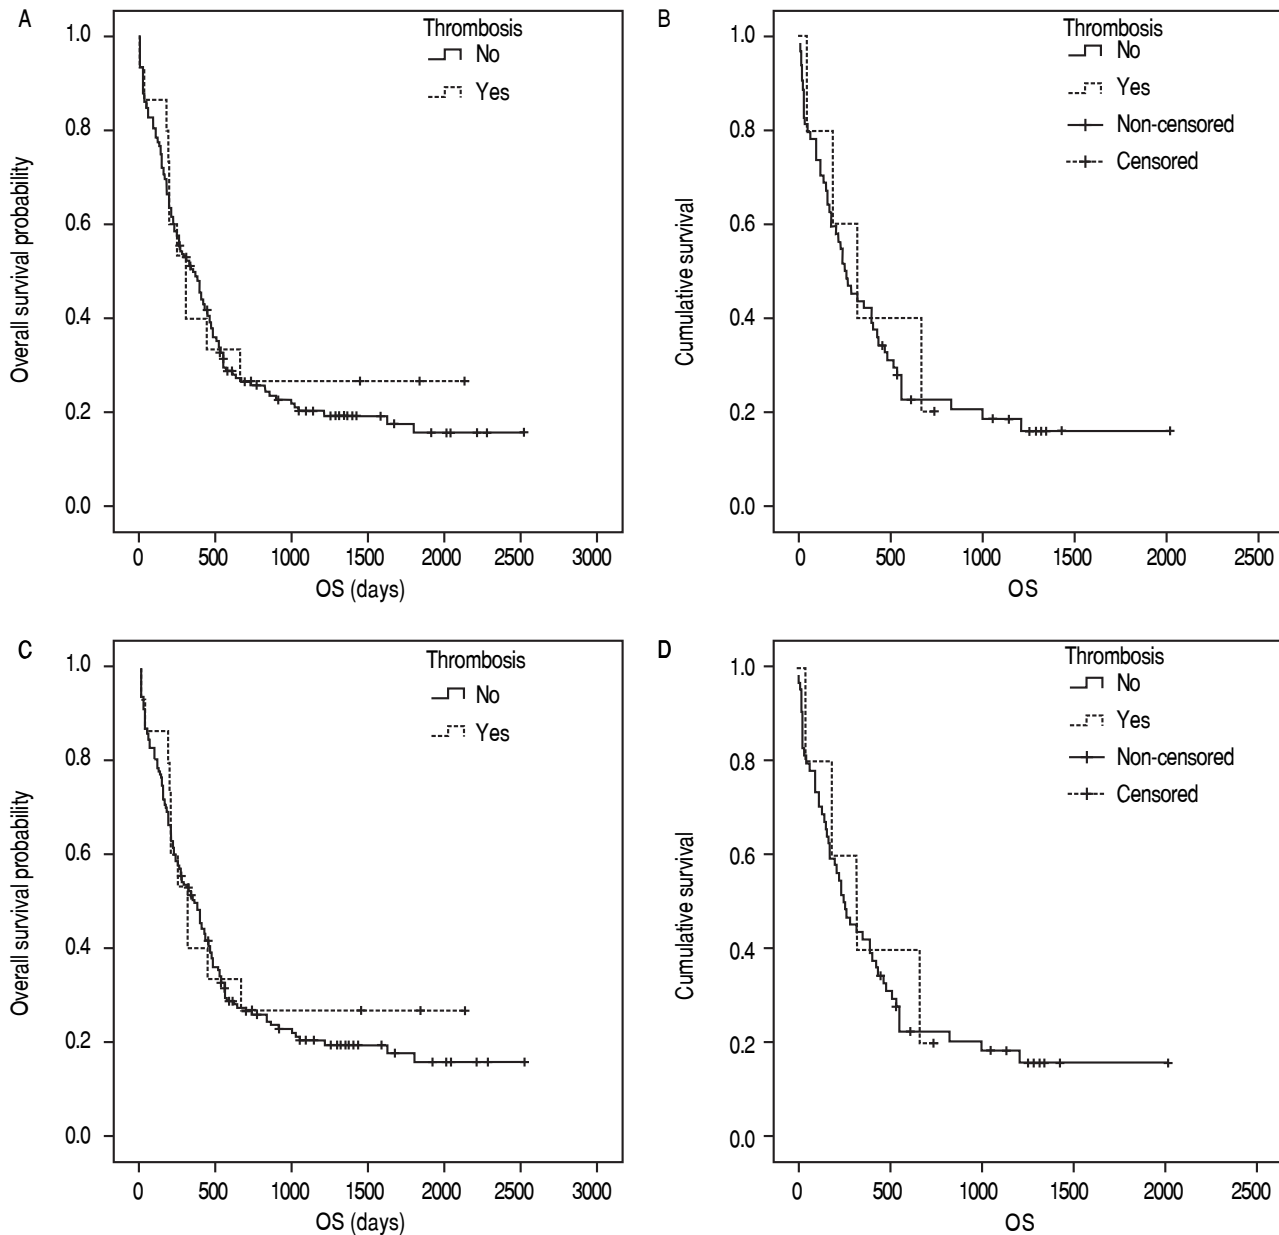 A
Overall survival probability
1.0
0.8
0.6
0.4
0.2
0.0
Thrombosis
No
Yes
0 500 1000 1500 2000 2500 3000
OS (days)
B
Cumulative survival
1.0
0.8
0.6
0.4
0.2
0.0
Thrombosis
No
Yes
Non-censored
Censored
0 500 1000 1500 2000 2500
OS
C
Overall survival probability
1.0
0.8
0.6
0.4
0.2
0.0
Thrombosis
No
Yes
0 500 1000 1500 2000 2500 3000
OS (days)
D
Cumulative survival
1.0
0.8
0.6
0.4
0.2
0.0
Thrombosis
No
Yes
Non-censored
Censored
0 500 1000 1500 2000 2500
OS